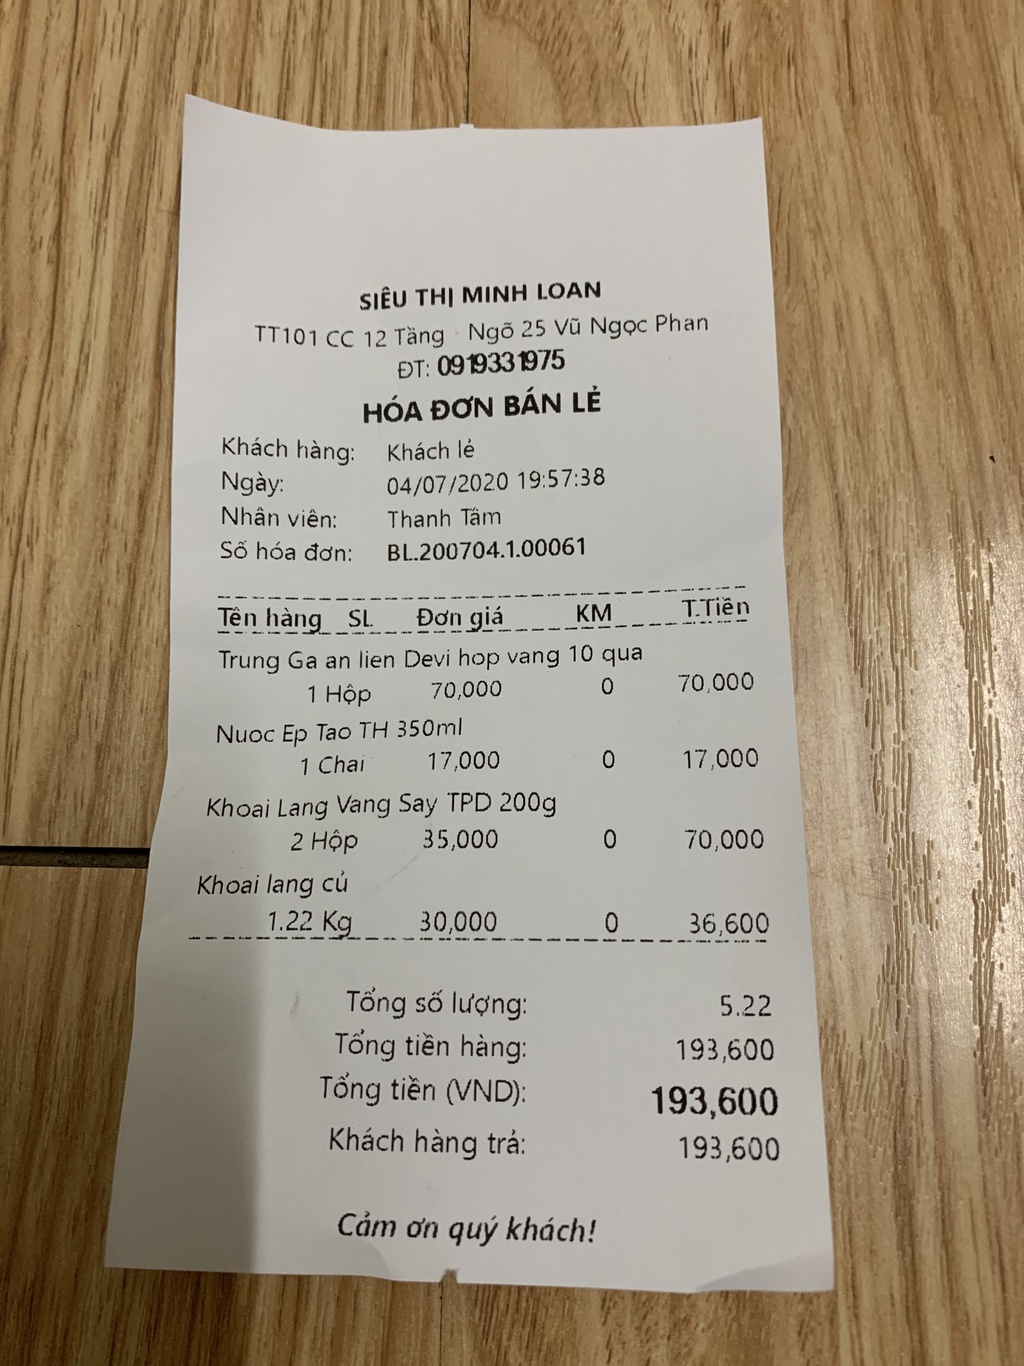 SIÊU THỊ MINH LOAN
TT101 CC 12 Tầng - Ngõ 25 Vũ Ngọc Phan
ĐT: 0919331975
HÓA ĐƠN BÁN LẺ
Khách hàng: Khách lẻ
Ngày: 04/07/2020 19:57:38
Nhân viên: Thanh Tâm
Số hóa đơn: BL.200704.1.00061
Tên hàng SL Đơn giá KM T.Tiền
Trung Ga an lien Devi hop vang 10 qua
1 Hộp 70,000 0 70,000
Nuoc Ep Tao TH 350ml
1 Chai 17,000 0 17,000
Khoai Lang Vang Say TPD 200g
2 Hộp 35,000 0 70,000
Khoai lang củ
1.22 Kg 30,000 0 36,600
Tổng số lượng: 5.22
Tổng tiền hàng: 193,600
Tổng tiền (VND): 193,600
Khách hàng trả: 193,600
Cảm ơn quý khách!